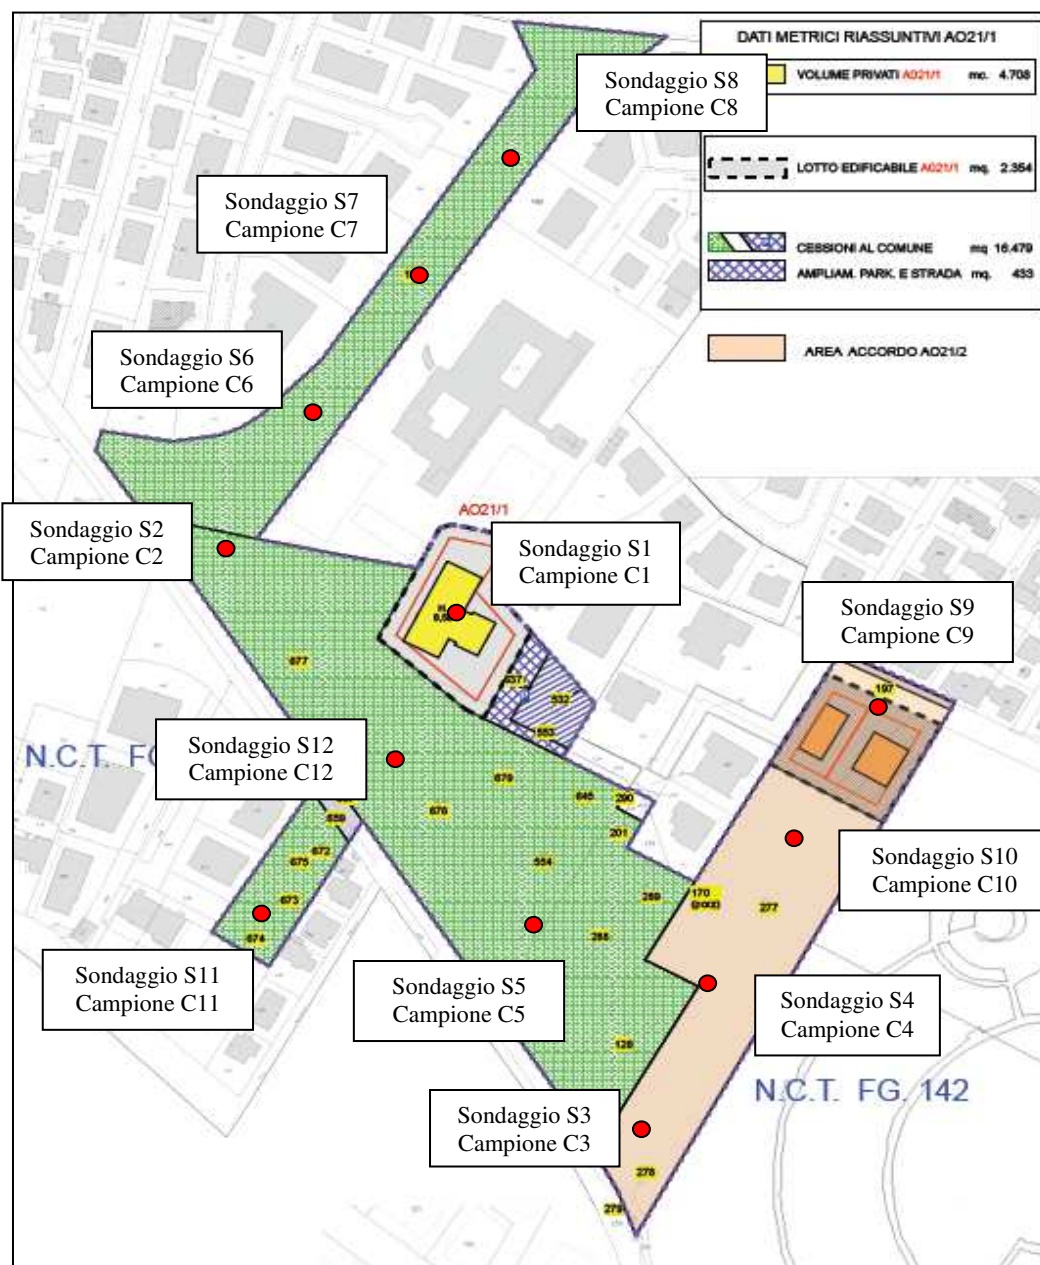 DATI METRICI RIASSUNTIVI AO21/1
VOLUME PRIVATI AO21/1 mc. 4.708
LOTTO EDIFICABILE AO21/1 mq. 2.354
CESSIONI AL COMUNE mq 16.479
AMPLIAM. PARK. E STRADA mq. 433
AREA ACCORDO AO21/2
Sondaggio S8
Campione C8
Sondaggio S7
Campione C7
Sondaggio S6
Campione C6
AO21/1
Sondaggio S2
Campione C2
Sondaggio S1
Campione C1
Sondaggio S9
Campione C9
197
677
637
532
553
N.C.T. FG
Sondaggio S12
Campione C12
679
676
645
290
201
659
672
675
673
674
554
289
170
277
288
Sondaggio S10
Campione C10
Sondaggio S11
Campione C11
Sondaggio S5
Campione C5
Sondaggio S4
Campione C4
128
N.C.T. FG. 142
Sondaggio S3
Campione C3
278
279